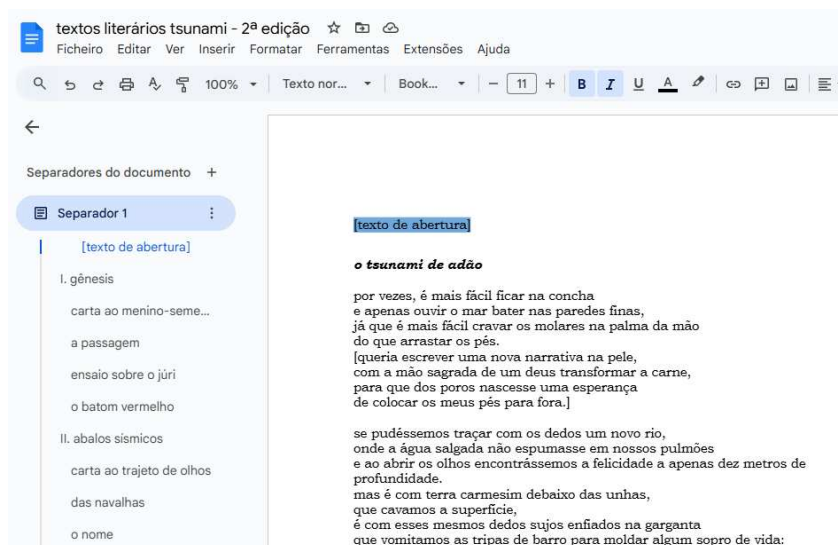 textos literários tsunami - 2ª edição
Ficheiro Editar Ver Inserir Formatar Ferramentas Extensões Ajuda
100% Texto nor... Book... − 11 + B I U A
Separadores do documento +
Separador 1
[texto de abertura]
I. gênesis
carta ao menino-seme...
a passagem
ensaio sobre o júri
o batom vermelho
II. abalos sísmicos
carta ao trajeto de olhos
das navalhas
o nome
[texto de abertura]
o tsunami de adão
por vezes, é mais fácil ficar na concha
e apenas ouvir o mar bater nas paredes finas,
já que é mais fácil cravar os molares na palma da mão
do que arrastar os pés.
[queria escrever uma nova narrativa na pele,
com a mão sagrada de um deus transformar a carne,
para que dos poros nascesse uma esperança
de colocar os meus pés para fora.]
se pudéssemos traçar com os dedos um novo rio,
onde a água salgada não espumasse em nossos pulmões
e ao abrir os olhos encontrássemos a felicidade a apenas dez metros de
profundidade.
mas é com terra carmesim debaixo das unhas,
que cavamos a superfície,
é com esses mesmos dedos sujos enfiados na garganta
que vomitamos as tripas de barro para moldar algum sopro de vida: